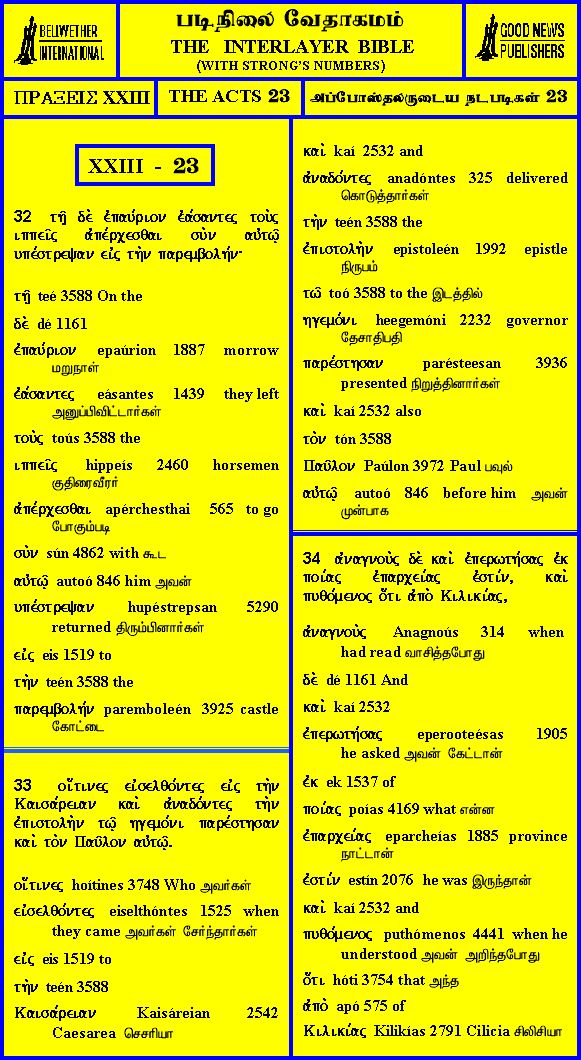 BELLWETHER
INTERNATIONAL
படிநிலை வேதாகமம்
THE INTERLAYER BIBLE
(WITH STRONG'S NUMBERS)
GOOD NEWS
PUBLISHERS
ΠΡΑΞΕΙΣ XXIII
THE ACTS 23
அப்போஸ்தலருடைய நடபடிகள் 23
XXIII - 23
32 τῇ δὲ ἐπαύριον ἐάσαντες τοὺς
ιππεῖς ἀπέρχεσθαι σὺν αὐτῷ
υπέστρεψαν εἰς τὴν παρεμβολήν·
τῇ teé 3588 On the
δὲ dé 1161
ἐπαύριον epaúrion 1887 morrow
மறுநாள்
ἐάσαντες eásantes 1439 they left
அனுப்பிவிட்டார்கள்
τοὺς toús 3588 the
ιππεῖς hippeís 2460 horsemen
குதிரைவீரர்
ἀπέρχεσθαι apérchesthai 565 to go
போகும்படி
σὺν sún 4862 with கூட
αὐτῷ autoó 846 him அவன்
υπέστρεψαν hupéstrepsan 5290
returned திரும்பினார்கள்
εἰς eis 1519 to
τὴν teén 3588 the
παρεμβολήν paremboleén 3925 castle
கோட்டை
33 οἵτινες εἰσελθόντες εἰς τὴν
Καισάρειαν καὶ ἀναδόντες τὴν
ἐπιστολὴν τῷ ηγεμόνι παρέστησαν
καὶ τὸν Παῦλον αὐτῷ.
οἵτινες hoítines 3748 Who அவர்கள்
εἰσελθόντες eiselthóntes 1525 when
they came அவர்கள் சேர்ந்தார்கள்
εἰς eis 1519 to
τὴν teén 3588
Καισάρειαν Kaisáreian 2542
Caesarea செசரியா
καὶ kaí 2532 and
ἀναδόντες anadóntes 325 delivered
கொடுத்தார்கள்
τὴν teén 3588 the
ἐπιστολὴν epistoleén 1992 epistle
நிருபம்
τῷ toó 3588 to the இடத்தில்
ηγεμόνι heegemóni 2232 governor
தேசாதிபதி
παρέστησαν parésteesan 3936
presented நிறுத்தினார்கள்
καὶ kaí 2532 also
τὸν tón 3588
Παῦλον Paúlon 3972 Paul பவுல்
αὐτῷ autoó 846 before him அவன்
முன்பாக
34 ἀναγνοὺς δὲ καὶ ἐπερωτήσας ἐκ
ποίας ἐπαρχείας ἐστίν, καὶ
πυθόμενος ὅτι ἀπὸ Κιλικίας,
ἀναγνοὺς Anagnoús 314 when
had read வாசித்தபோது
δὲ dé 1161 And
καὶ kaí 2532
ἐπερωτήσας eperooteésas 1905
he asked அவன் கேட்டான்
ἐκ ek 1537 of
ποίας poías 4169 what என்ன
ἐπαρχείας eparcheías 1885 province
நாட்டான்
ἐστίν estín 2076 he was இருந்தான்
καὶ kaí 2532 and
πυθόμενος puthómenos 4441 when he
understood அவன் அறிந்தபோது
ὅτι hóti 3754 that அந்த
ἀπὸ apó 575 of
Κιλικίας Kilikías 2791 Cilicia சிலிசியா